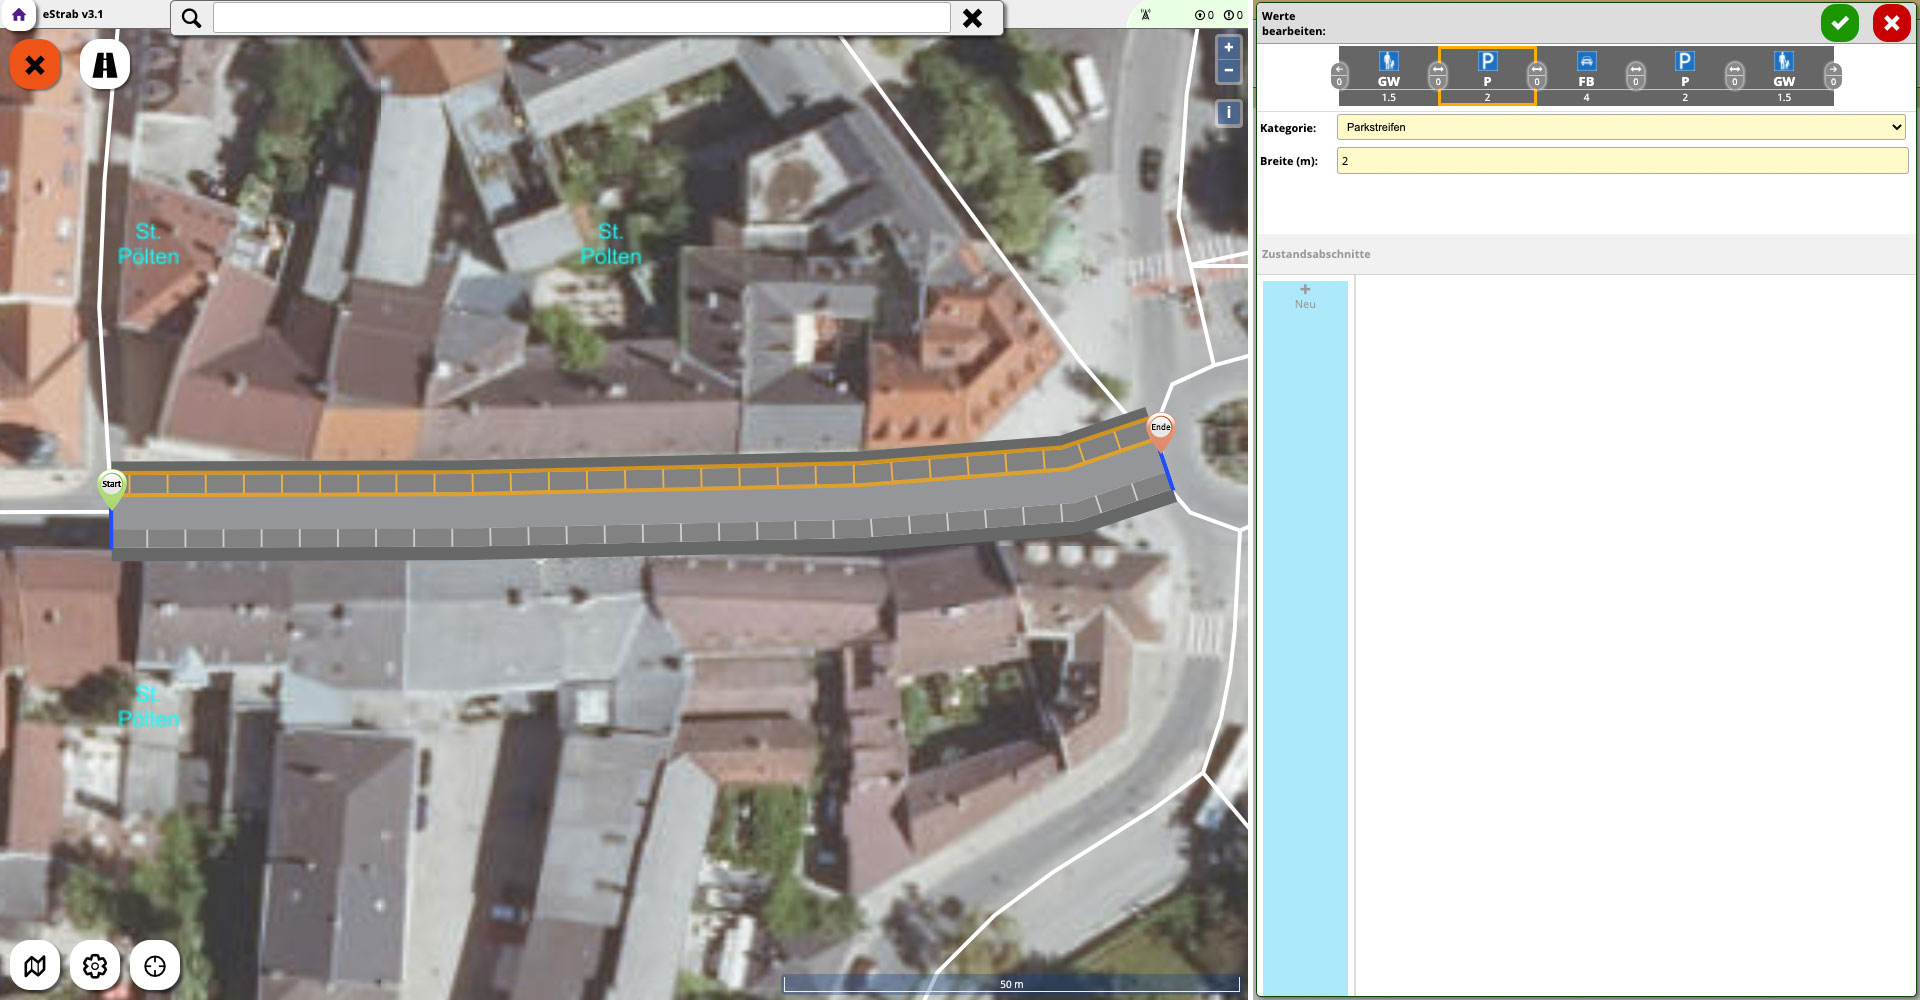 eStrab v3.1
0 0
Werte
bearbeiten:
GW P FB P GW
0 0 0 0 0 0
1.5 2 4 2 1.5
Kategorie: Parkstreifen
Breite (m): 2
Zustandsabschnitte
+
Neu
+
−
i
St.
Pölten
St.
Pölten
Start
Ende
St.
Pölten
50 m